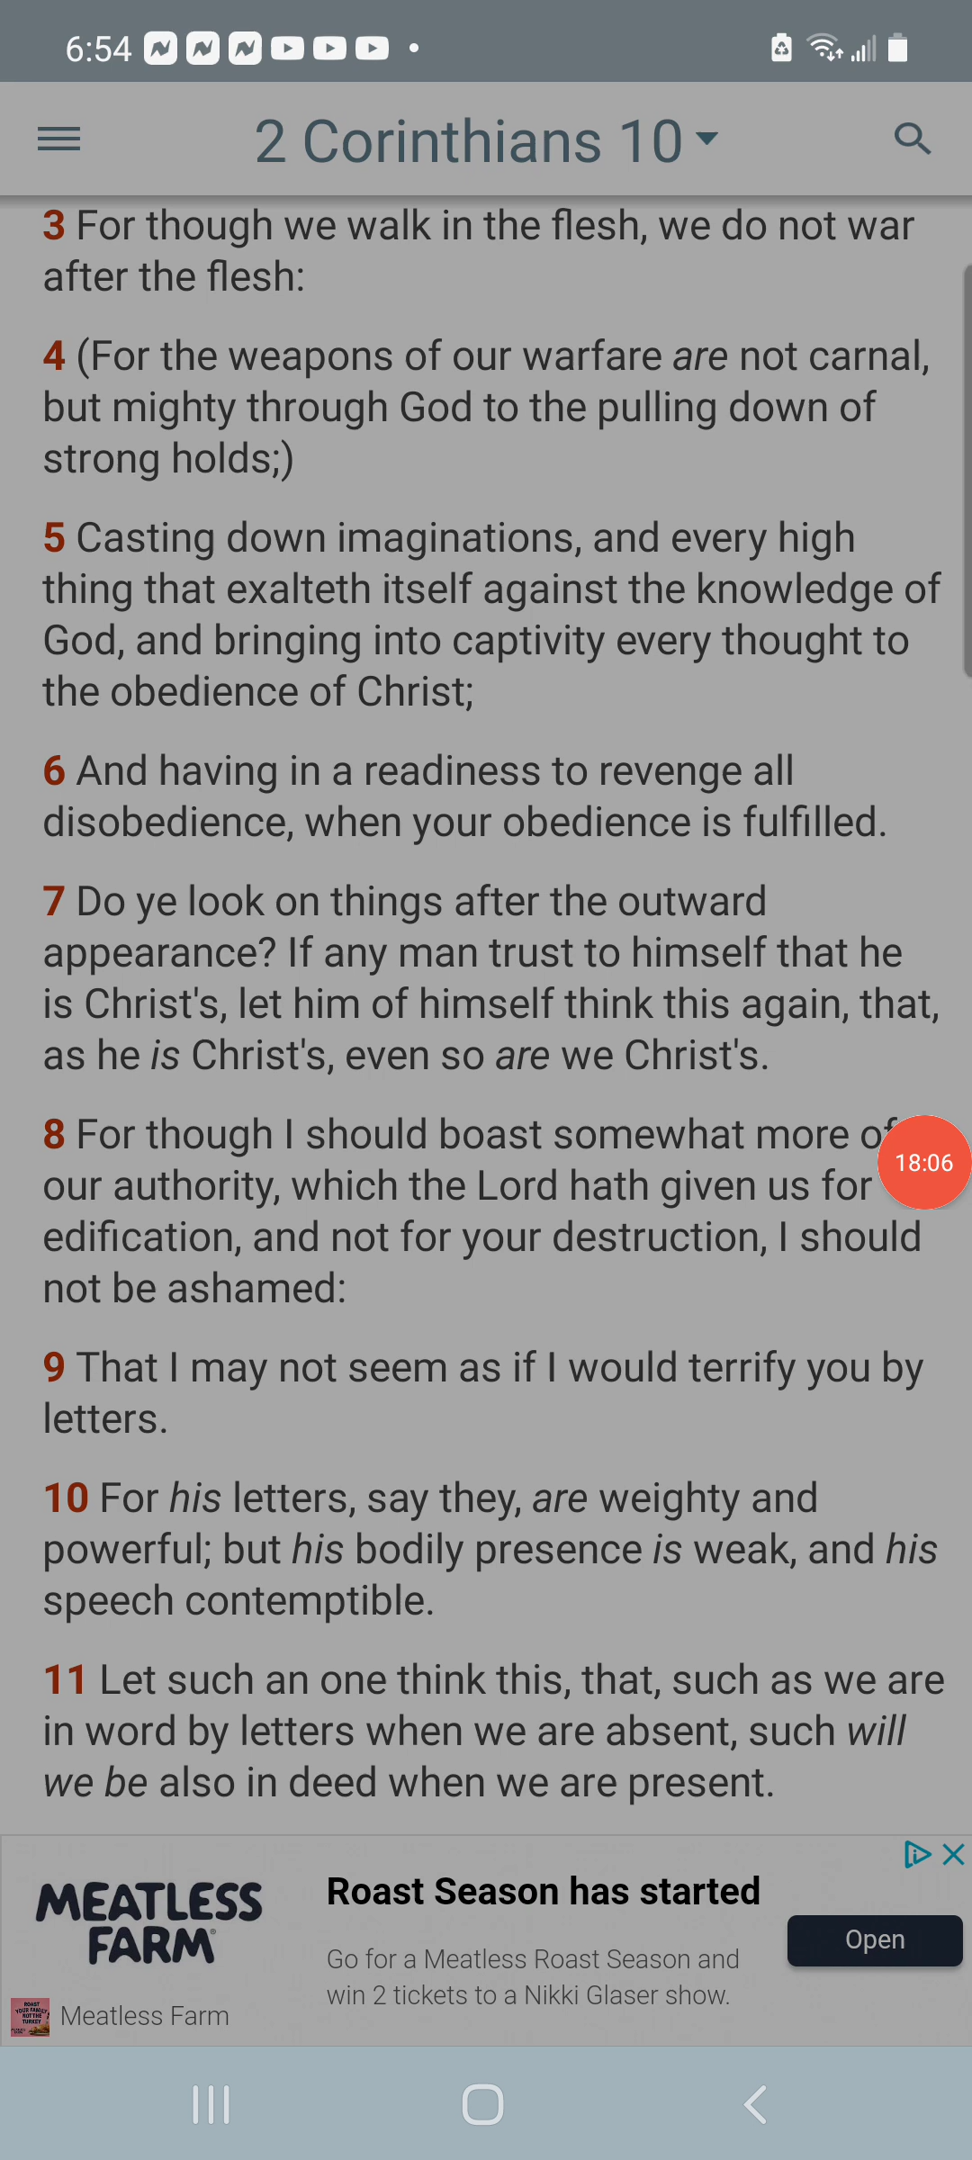 6:54
2 Corinthians 10
3 For though we walk in the flesh, we do not war
after the flesh:
4 (For the weapons of our warfare are not carnal,
but mighty through God to the pulling down of
strong holds;)
5 Casting down imaginations, and every high
thing that exalteth itself against the knowledge of
God, and bringing into captivity every thought to
the obedience of Christ;
6 And having in a readiness to revenge all
disobedience, when your obedience is fulfilled.
7 Do ye look on things after the outward
appearance? If any man trust to himself that he
is Christ's, let him of himself think this again, that,
as he is Christ's, even so are we Christ's.
8 For though I should boast somewhat more of
18:06
our authority, which the Lord hath given us for
edification, and not for your destruction, I should
not be ashamed:
9 That I may not seem as if I would terrify you by
letters.
10 For his letters, say they, are weighty and
powerful; but his bodily presence is weak, and his
speech contemptible.
11 Let such an one think this, that, such as we are
in word by letters when we are absent, such will
we be also in deed when we are present.
MEATLESS
FARM
Roast Season has started
Go for a Meatless Roast Season and
win 2 tickets to a Nikki Glaser show.
Open
ROAST
YOUR FAMILY
NOT THE
TURKEY
Meatless Farm